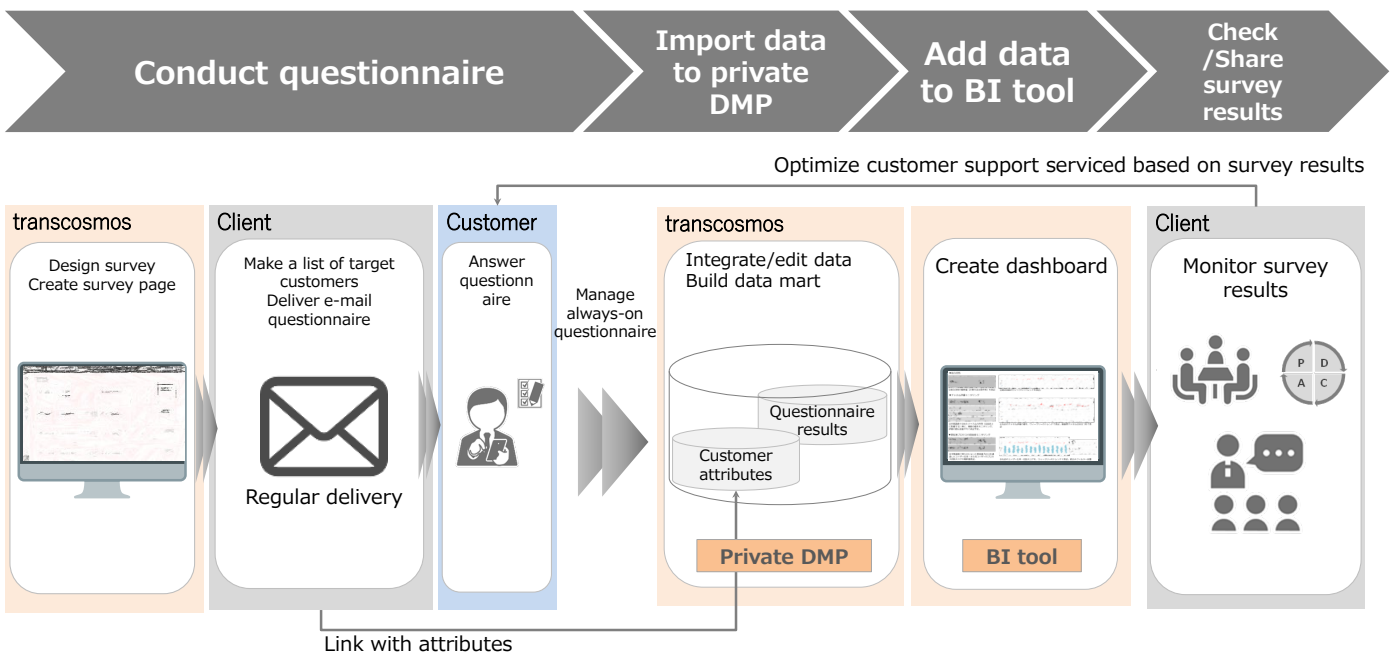 Conduct questionnaire
Import data
to private
DMP
Add data
to BI tool
Check
/Share
survey
results
Optimize customer support serviced based on survey results
transcosmos
Design survey
Create survey page
Client
Make a list of target
customers
Deliver e-mail
questionnaire
Regular delivery
Customer
Answer
questionn
aire
Manage
always-on
questionnaire
transcosmos
Integrate/edit data
Build data mart
Questionnaire
results
Customer
attributes
Private DMP
Create dashboard
BI tool
Client
Monitor survey
results
P D
A C
Link with attributes